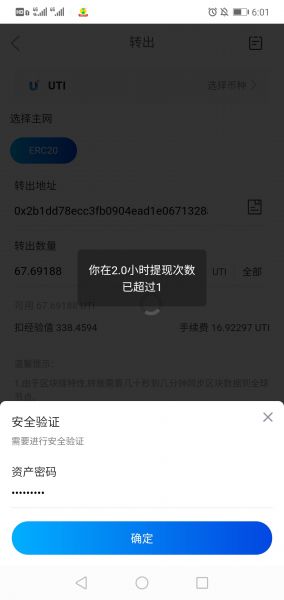 6:01
转出
UTI
选择币种
选择主网
ERC20
转出地址
0x2b1dd78ecc3fb0904ead1e0671328
转出数量
67.69188 UTI 全部
你在2.0小时提现次数
已超过1
可用 67.69188 UTI
扣经验值 338.4594 手续费 16.92297 UTI
温馨提示：
1.由于区块链特性,转账需要几十秒到几分钟同步区块数据到全球
节点。
安全验证
需要进行安全验证
资产密码
•••••••••
确定